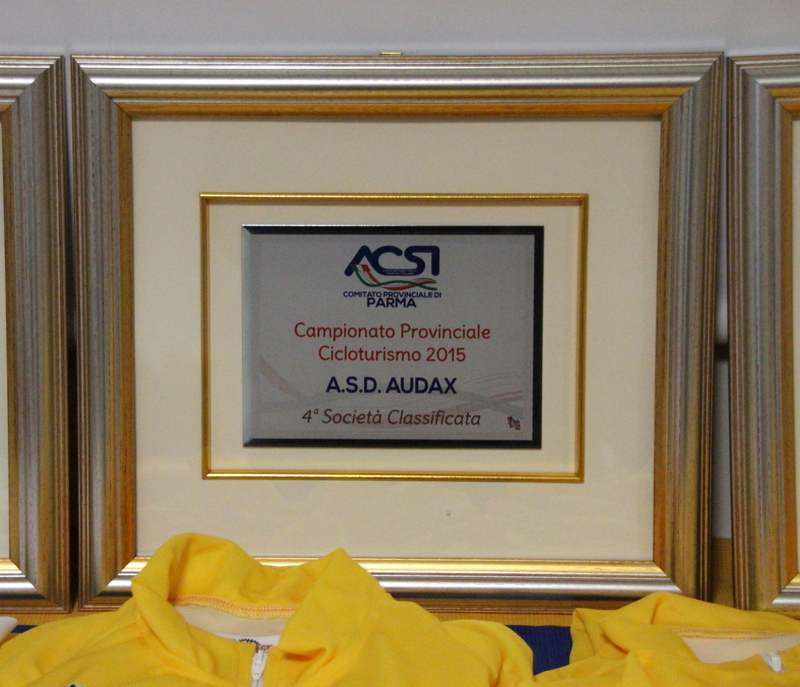 ACSI
COMITATO PROVINCIALE DI
PARMA
Campionato Provinciale
Cicloturismo 2015
A.S.D. AUDAX
4ª Società Classificata